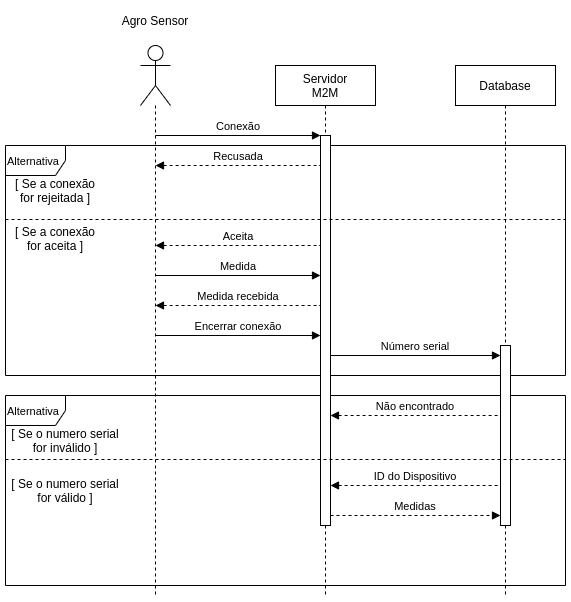 Agro Sensor
Servidor
M2M
Database
Conexão
Alternativa
Recusada
[ Se a conexão
for rejeitada ]
[ Se a conexão
for aceita ]
Aceita
Medida
Medida recebida
Encerrar conexão
Número serial
Alternativa
Não encontrado
[ Se o numero serial
for inválido ]
[ Se o numero serial
for válido ]
ID do Dispositivo
Medidas